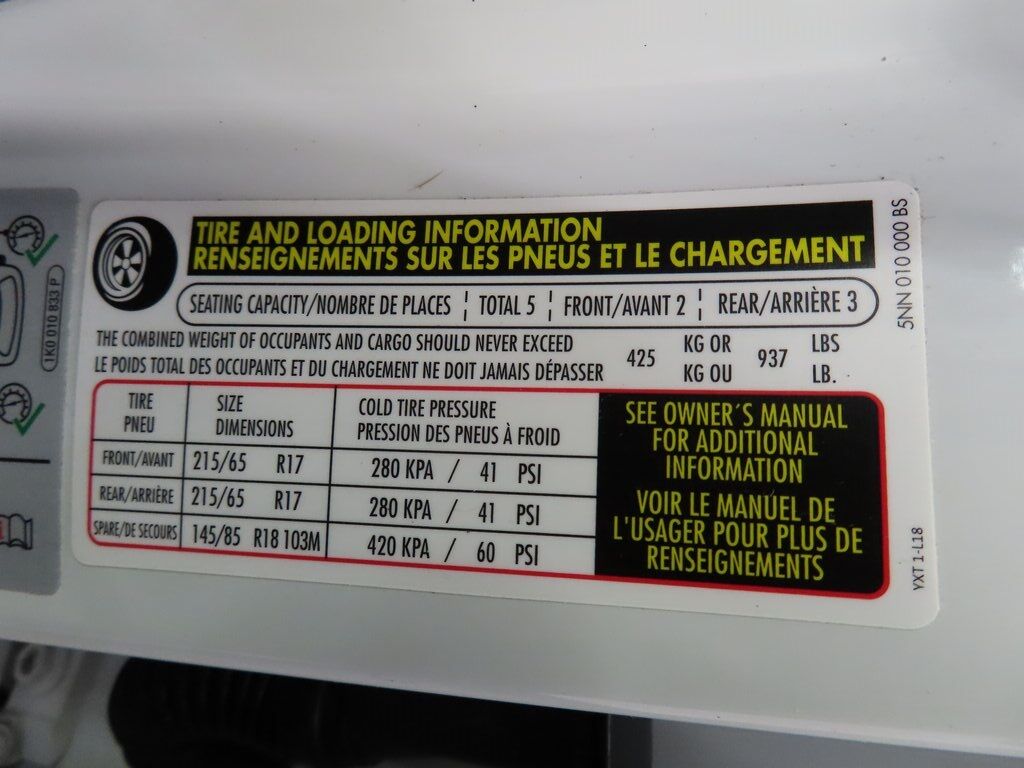 TIRE AND LOADING INFORMATION
RENSEIGNEMENTS SUR LES PNEUS ET LE CHARGEMENT
SEATING CAPACITY/NOMBRE DE PLACES ¦ TOTAL 5 ¦ FRONT/AVANT 2 ¦ REAR/ARRIÈRE 3
THE COMBINED WEIGHT OF OCCUPANTS AND CARGO SHOULD NEVER EXCEED
LE POIDS TOTAL DES OCCUPANTS ET DU CHARGEMENT NE DOIT JAMAIS DÉPASSER
425 KG OR 937 LBS
KG OU LB.
TIRE SIZE COLD TIRE PRESSURE
PNEU DIMENSIONS PRESSION DES PNEUS À FROID
FRONT/AVANT 215/65 R17 280 KPA / 41 PSI
REAR/ARRIÈRE 215/65 R17 280 KPA / 41 PSI
SPARE/DE SECOURS 145/85 R18 103M 420 KPA / 60 PSI
SEE OWNER´S MANUAL
FOR ADDITIONAL
INFORMATION
VOIR LE MANUEL DE
L'USAGER POUR PLUS DE
RENSEIGNEMENTS
5NN 010 000 BS
YXT 1-L18
1K0 010 833 P